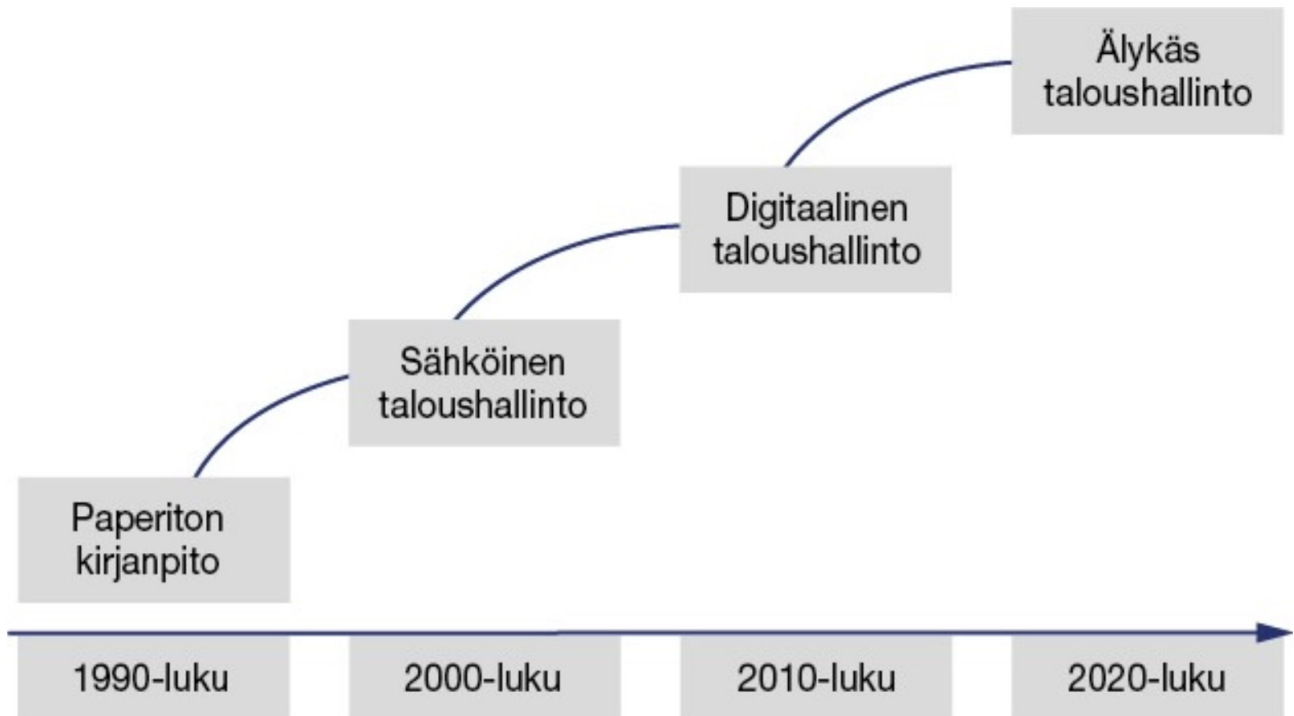 Älykäs
taloushallinto
Digitaalinen
taloushallinto
Sähköinen
taloushallinto
Paperiton
kirjanpito
1990-luku
2000-luku
2010-luku
2020-luku